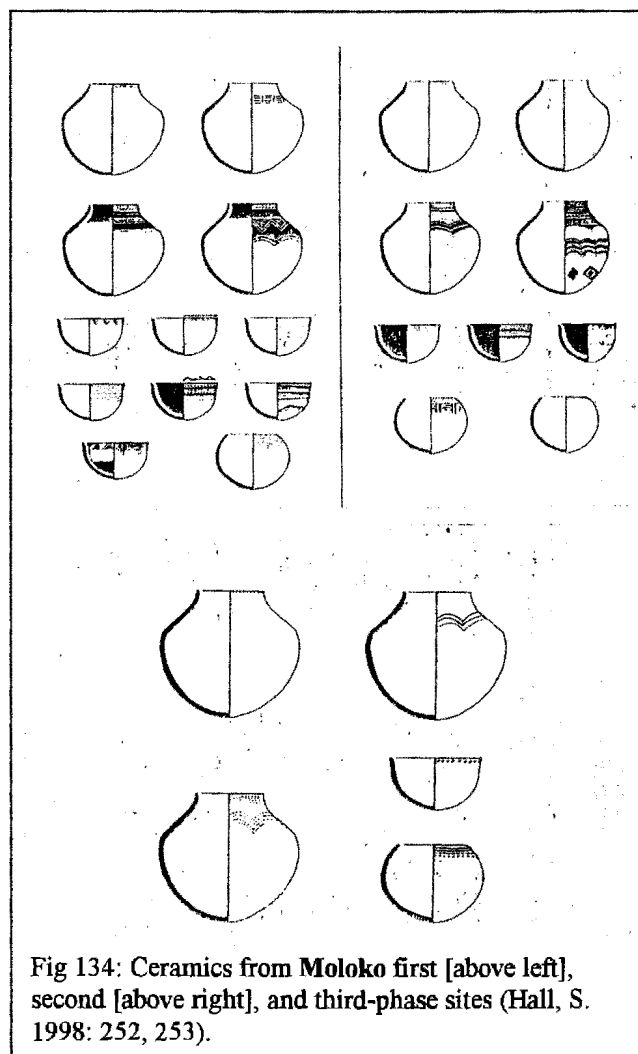 Fig 134: Ceramics from Moloko first [above left],
second [above right], and third-phase sites (Hall, S.
1998: 252, 253).